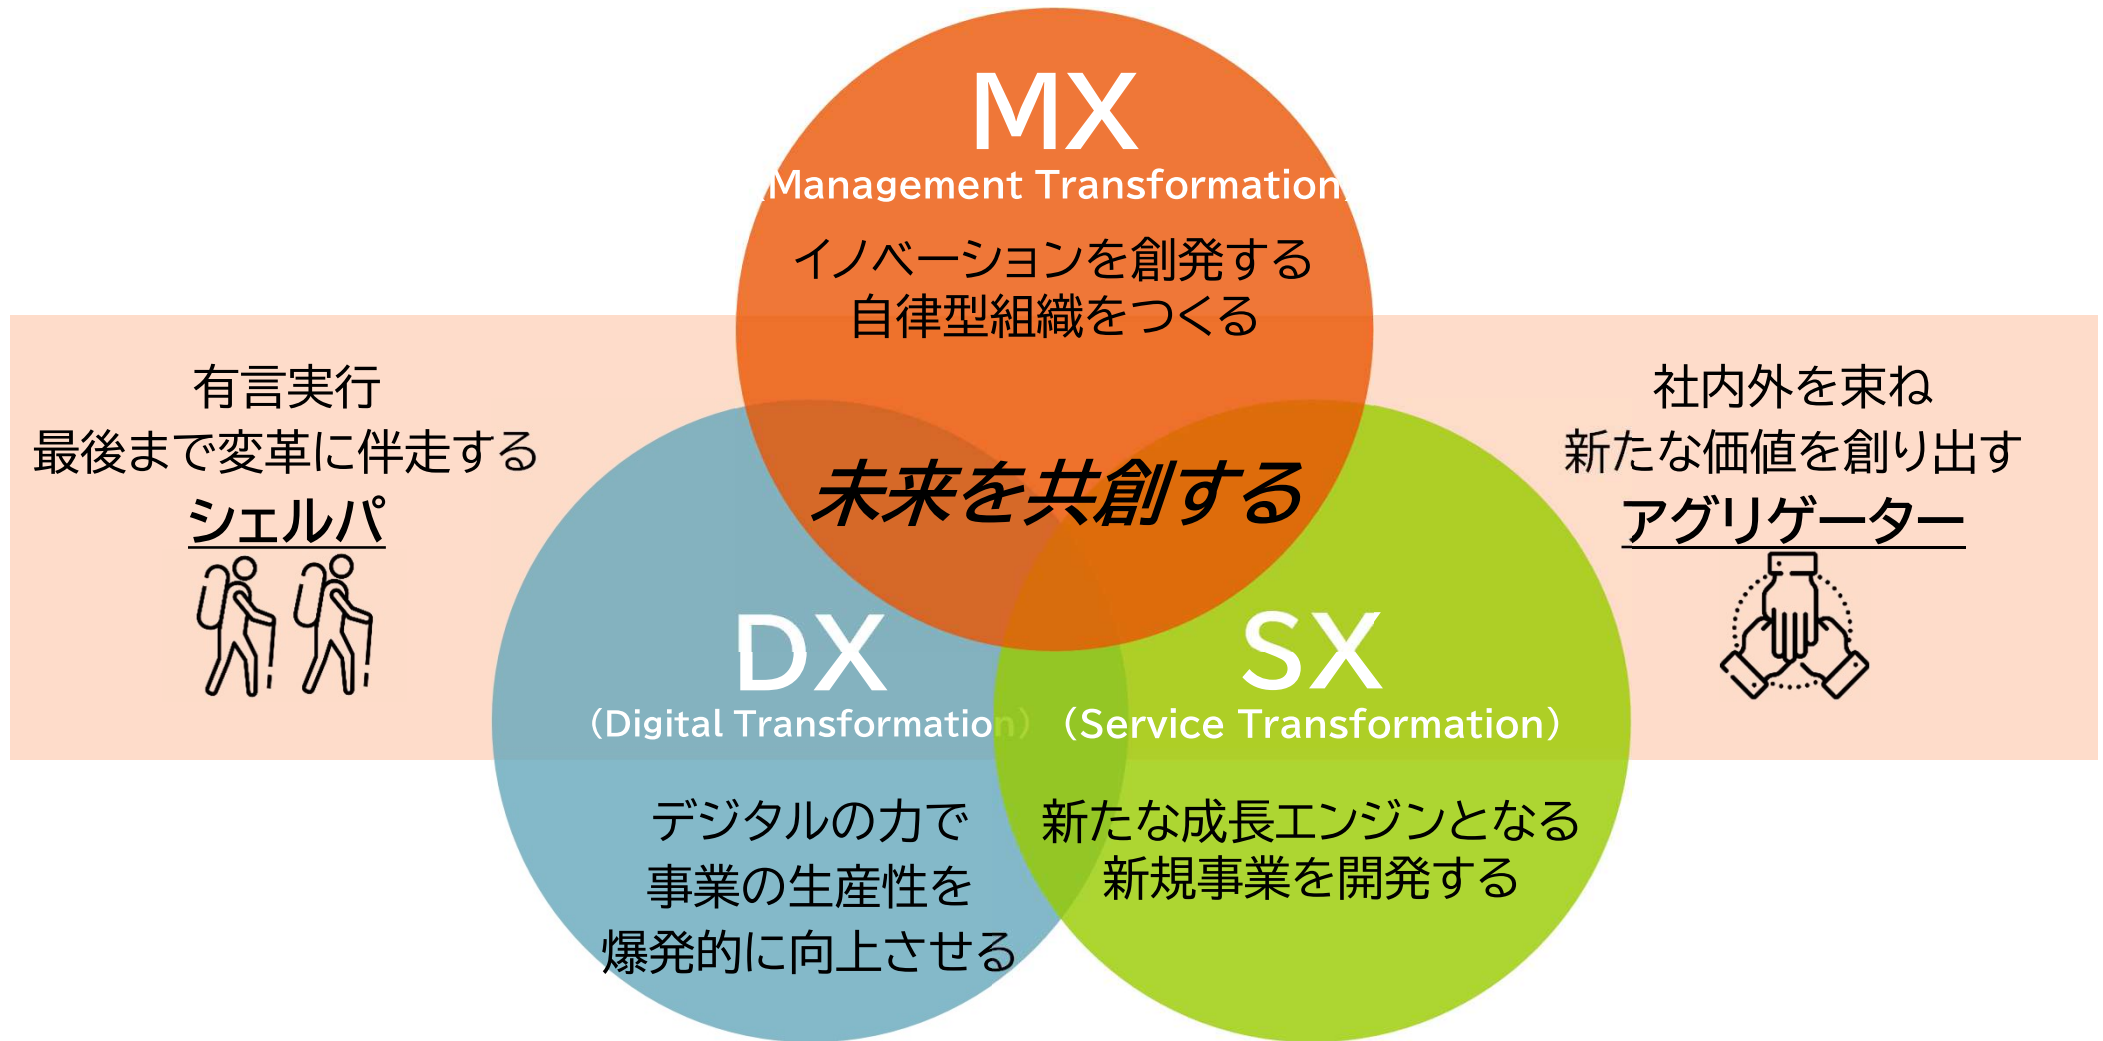 MX
(Management Transformation)
イノベーションを創発する
自律型組織をつくる
有言実行
最後まで変革に伴走する
シェルパ
社内外を束ね
新たな価値を創り出す
アグリゲーター
未来を共創する
DX
（Digital Transformation）
デジタルの力で
事業の生産性を
爆発的に向上させる
SX
（Service Transformation）
新たな成長エンジンとなる
新規事業を開発する